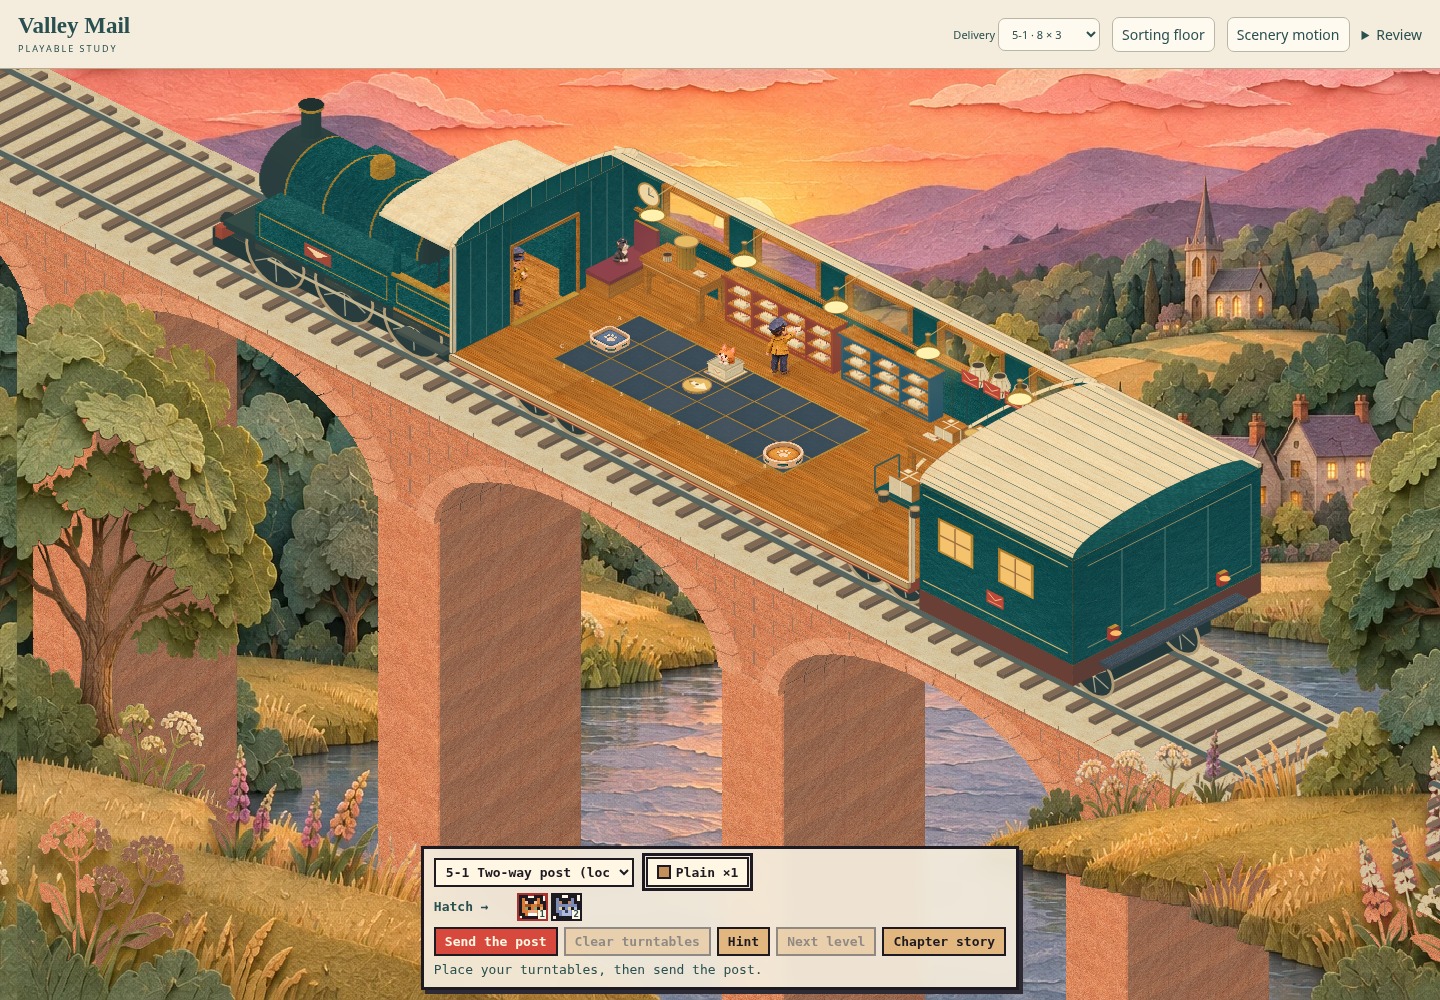 Valley Mail
PLAYABLE STUDY
Delivery
5-1 · 8 × 3
Sorting floor
Scenery motion
▶ Review
5-1 Two-way post (loc
Plain ×1
Hatch →
1
2
Send the post
Clear turntables
Hint
Next level
Chapter story
Place your turntables, then send the post.